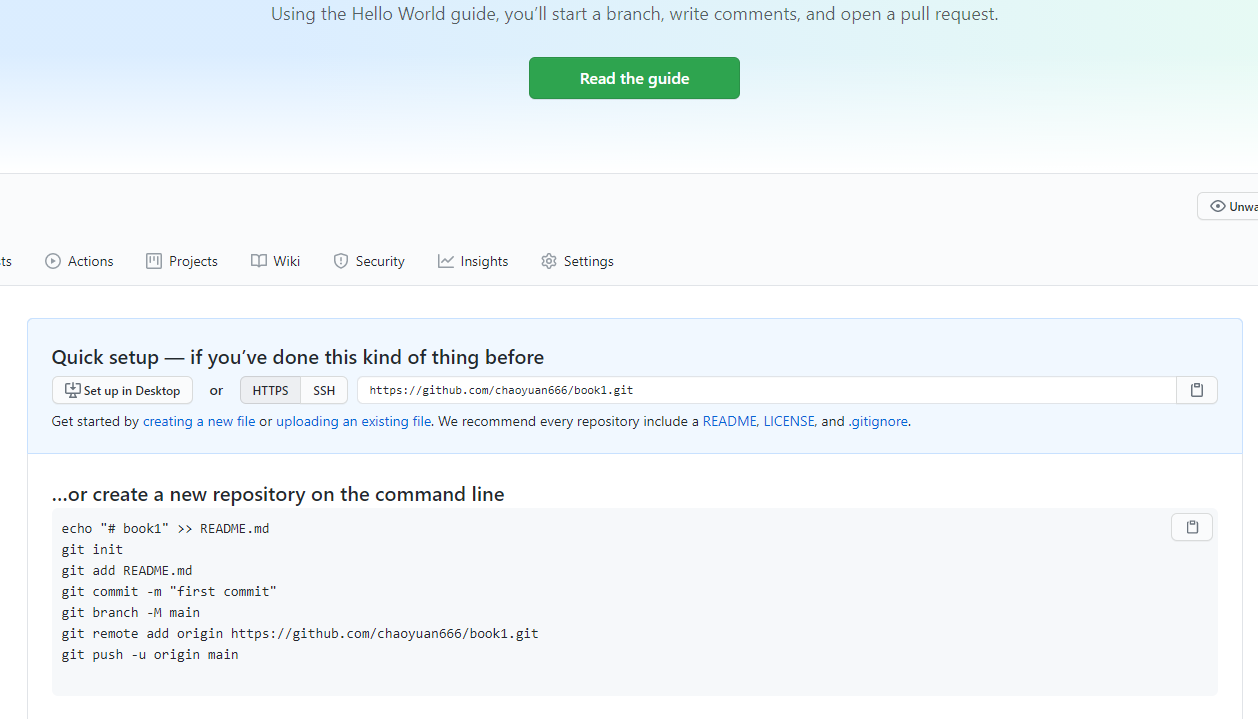 Using the Hello World guide, you’ll start a branch, write comments, and open a pull request.
Read the guide
Unwa
ts Actions Projects Wiki Security Insights Settings
Quick setup — if you’ve done this kind of thing before
Set up in Desktop or HTTPS SSH https://github.com/chaoyuan666/book1.git
Get started by creating a new file or uploading an existing file. We recommend every repository include a README, LICENSE, and .gitignore.
…or create a new repository on the command line
echo "# book1" >> README.md
git init
git add README.md
git commit -m "first commit"
git branch -M main
git remote add origin https://github.com/chaoyuan666/book1.git
git push -u origin main